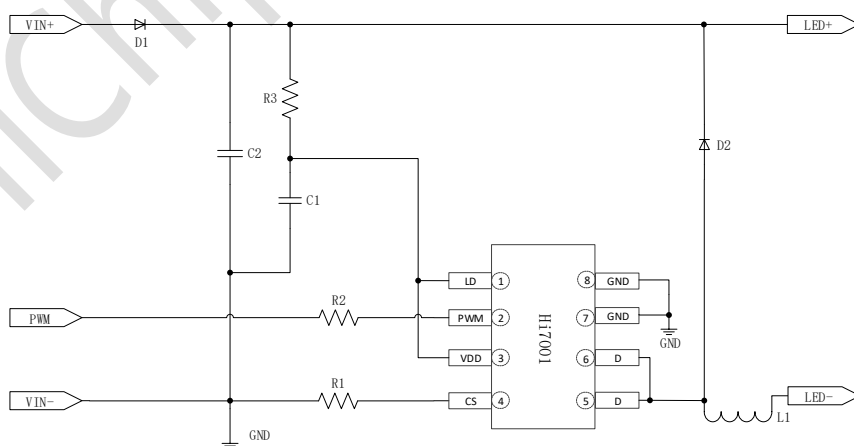 VIN+
D1
LED+
R3
D2
C2
C1
LD 1
8 GND
R2
PWM
PWM 2
7 GND
Hi7001
GND
VDD 3
6 D
R1
VIN-
CS 4
5 D
LED-
L1
GND